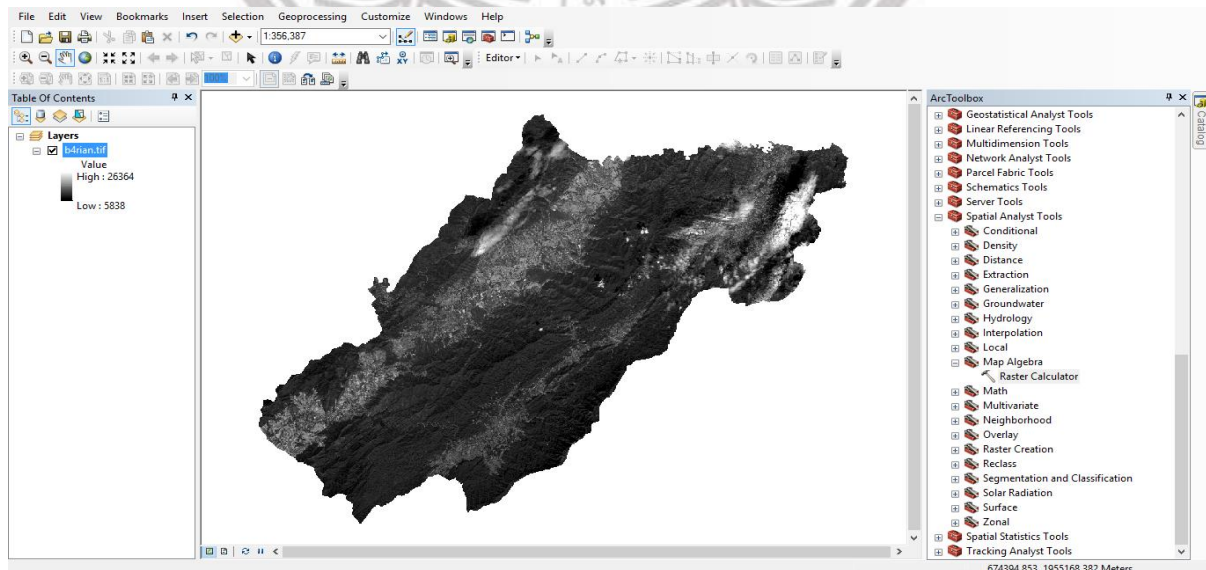 File Edit View Bookmarks Insert Selection Geoprocessing Customize Windows Help
1:356,387
Editor
100%
Table Of Contents
Layers
b4rian.tif
Value
High : 26364
Low : 5838
ArcToolbox
Geostatistical Analyst Tools
Linear Referencing Tools
Multidimension Tools
Network Analyst Tools
Parcel Fabric Tools
Schematics Tools
Server Tools
Spatial Analyst Tools
Conditional
Density
Distance
Extraction
Generalization
Groundwater
Hydrology
Interpolation
Local
Map Algebra
Raster Calculator
Math
Multivariate
Neighborhood
Overlay
Raster Creation
Reclass
Segmentation and Classification
Solar Radiation
Surface
Zonal
Spatial Statistics Tools
Tracking Analyst Tools
Catalog
674394.853 1955168.382 Meters